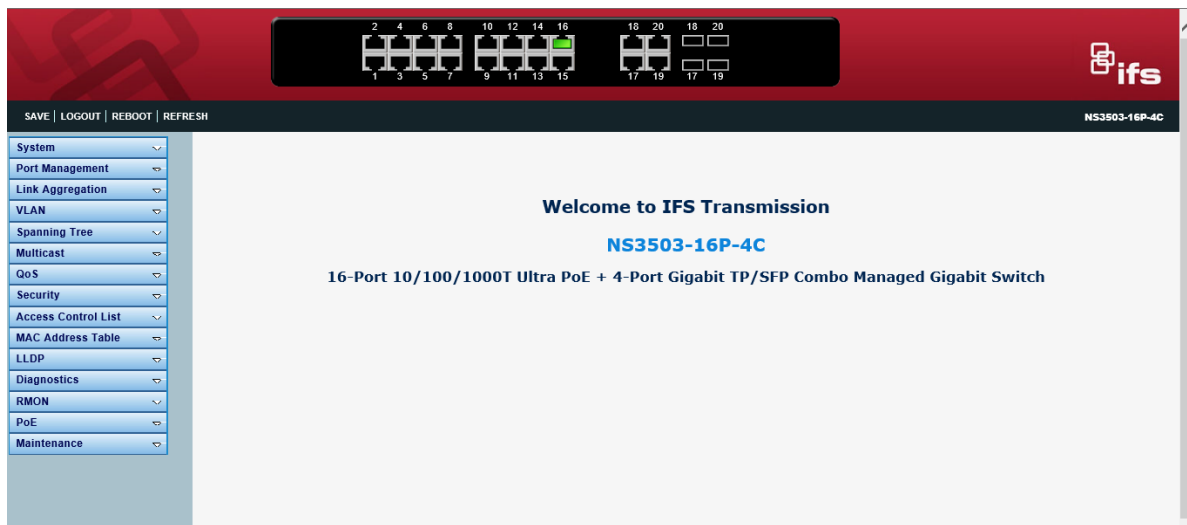 2 4 6 8 10 12 14 16 18 20 18 20
1 3 5 7 9 11 13 15 17 19 17 19
ifs
SAVE | LOGOUT | REBOOT | REFRESH
NS3503-16P-4C
System
Port Management
Link Aggregation
VLAN
Spanning Tree
Multicast
QoS
Security
Access Control List
MAC Address Table
LLDP
Diagnostics
RMON
PoE
Maintenance
Welcome to IFS Transmission
NS3503-16P-4C
16-Port 10/100/1000T Ultra PoE + 4-Port Gigabit TP/SFP Combo Managed Gigabit Switch